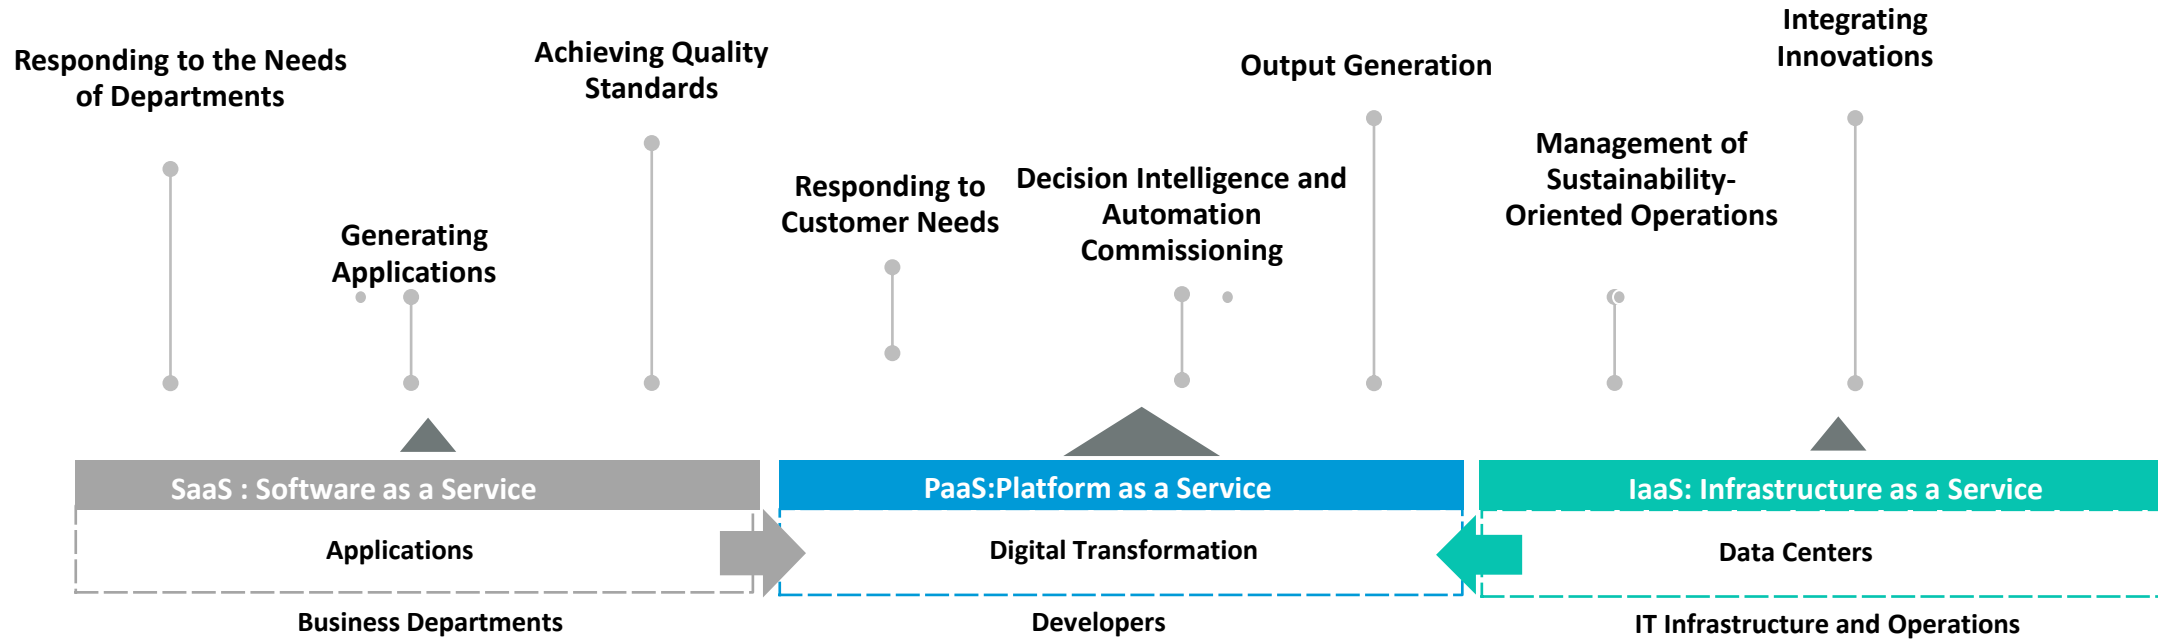 Responding to the Needs
of Departments
Generating
Applications
Achieving Quality
Standards
Responding to
Customer Needs
Decision Intelligence and
Automation
Commissioning
Output Generation
Management of
Sustainability-
Oriented Operations
Integrating
Innovations
SaaS : Software as a Service
PaaS:Platform as a Service
IaaS: Infrastructure as a Service
Applications
Digital Transformation
Data Centers
Business Departments
Developers
IT Infrastructure and Operations